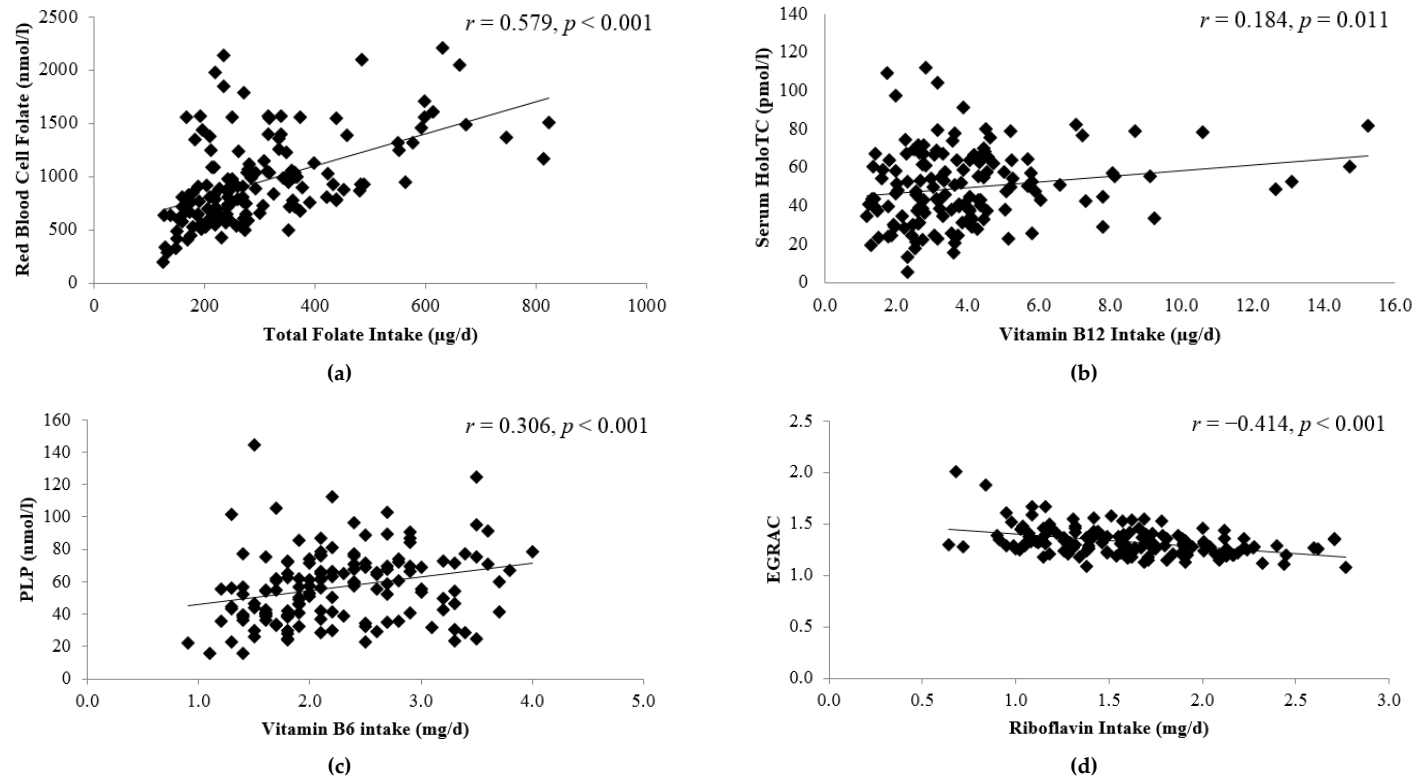 r = 0.579, p < 0.001
Red Blood Cell Folate (nmol/l)
2500
2000
1500
1000
500
0
0 200 400 600 800 1000
Total Folate Intake (µg/d)
(a)
r = 0.184, p = 0.011
Serum HoloTC (pmol/l)
140
120
100
80
60
40
20
0
0.0 2.0 4.0 6.0 8.0 10.0 12.0 14.0 16.0
Vitamin B12 Intake (µg/d)
(b)
r = 0.306, p < 0.001
PLP (nmol/l)
160
140
120
100
80
60
40
20
0
0.0 1.0 2.0 3.0 4.0 5.0
Vitamin B6 intake (mg/d)
(c)
r = −0.414, p < 0.001
EGRAC
2.5
2.0
1.5
1.0
0.5
0.0
0.0 0.5 1.0 1.5 2.0 2.5 3.0
Riboflavin Intake (mg/d)
(d)